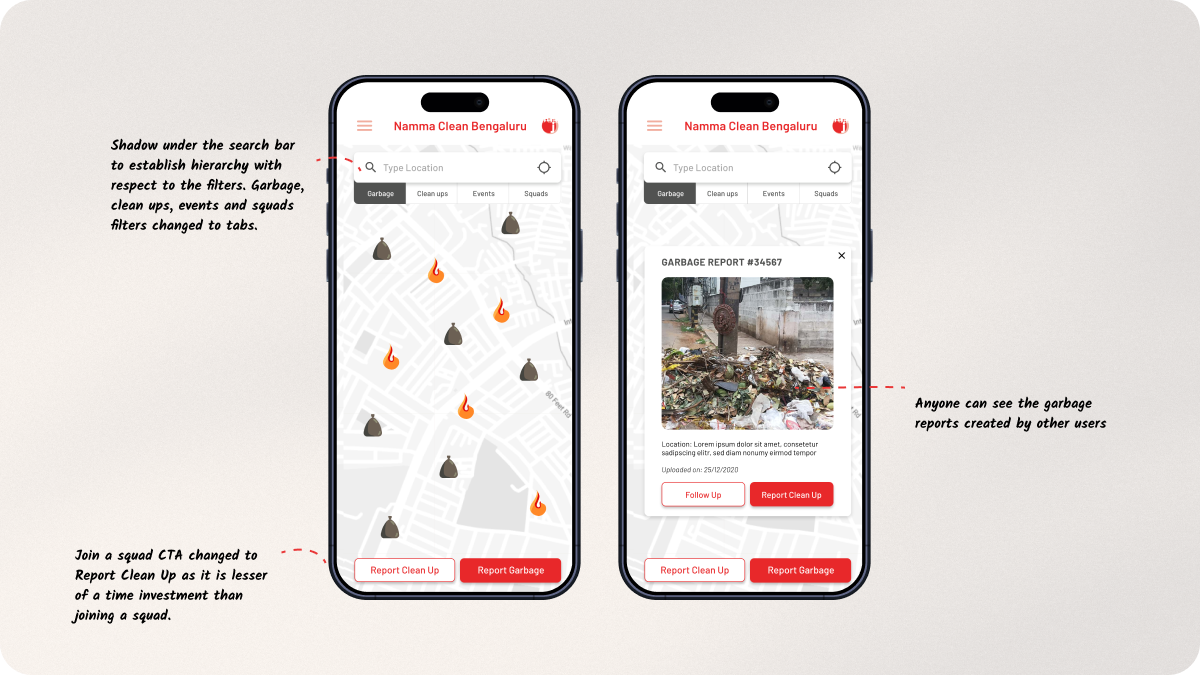 Shadow under the search bar
to establish hierarchy with
respect to the filters. Garbage,
clean ups, events and squads
filters changed to tabs.
Join a squad CTA changed to
Report Clean Up as it is lesser
of a time investment than
joining a squad.
Namma Clean Bengaluru
Type Location
Garbage Clean ups Events Squads
80 Feet Rd
Report Clean Up Report Garbage
Namma Clean Bengaluru
Type Location
Garbage Clean ups Events Squads
GARBAGE REPORT #34567
Location: Lorem ipsum dolor sit amet, consetetur
sadipscing elitr, sed diam nonumy eirmod tempor
Uploaded on: 25/12/2020
Follow Up Report Clean Up
Report Clean Up Report Garbage
Anyone can see the garbage
reports created by other users